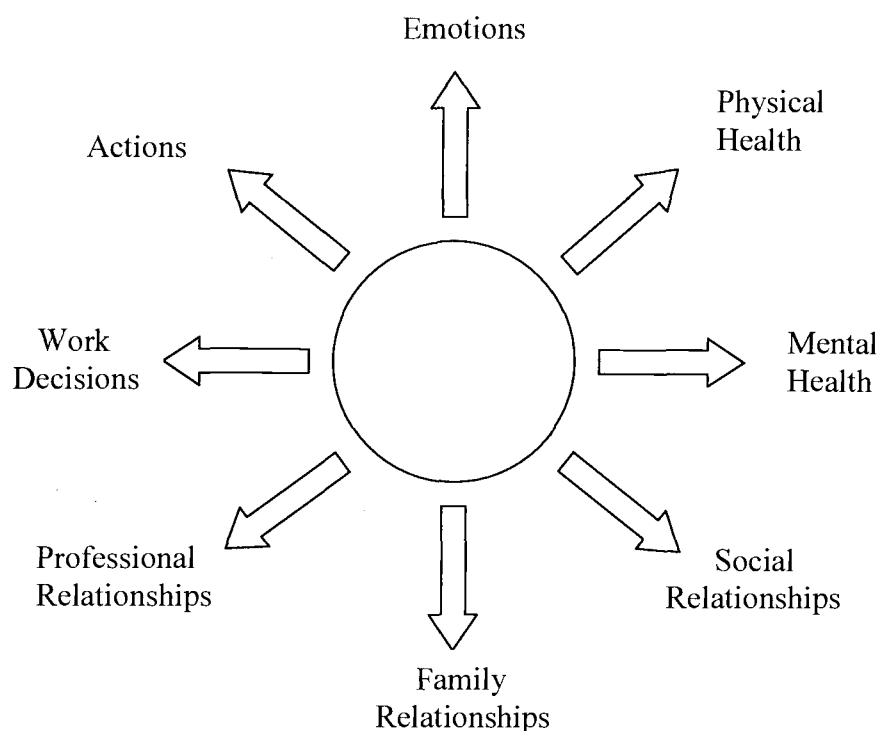 Emotions
Physical
Health
Actions
Mental
Health
Work
Decisions
Social
Relationships
Professional
Relationships
Family
Relationships